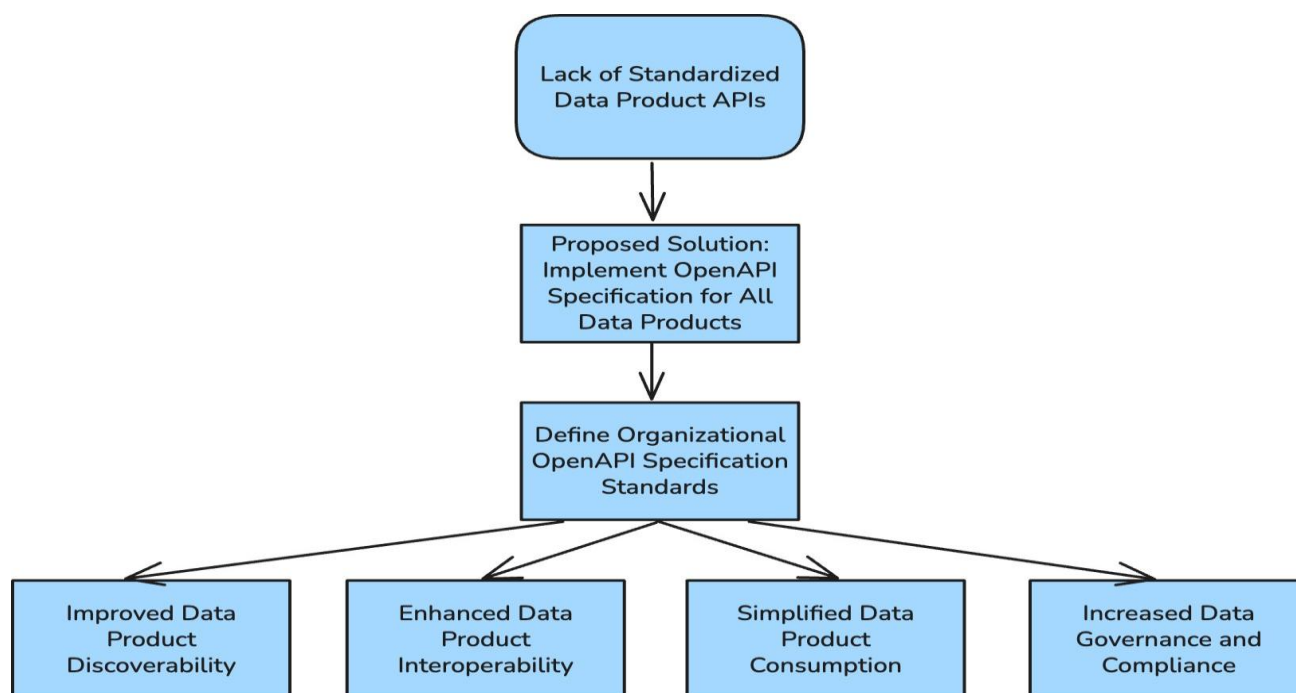 Lack of Standardized
Data Product APIs
Proposed Solution:
Implement OpenAPI
Specification for All
Data Products
Define Organizational
OpenAPI Specification
Standards
Improved Data
Product
Discoverability
Enhanced Data
Product
Interoperability
Simplified Data
Product
Consumption
Increased Data
Governance and
Compliance